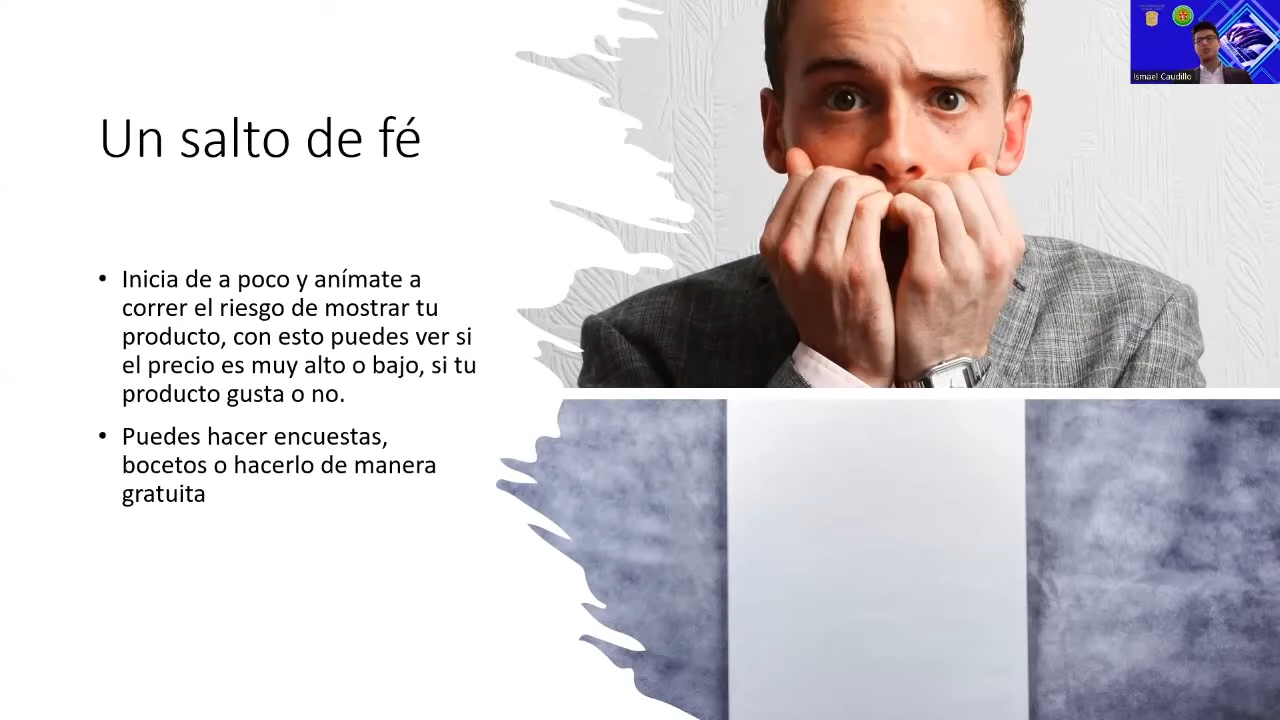 Un salto de fé
• Inicia de a poco y anímate a
correr el riesgo de mostrar tu
producto, con esto puedes ver si
el precio es muy alto o bajo, si tu
producto gusta o no.
• Puedes hacer encuestas,
bocetos o hacerlo de manera
gratuita
Ismael Caudillo